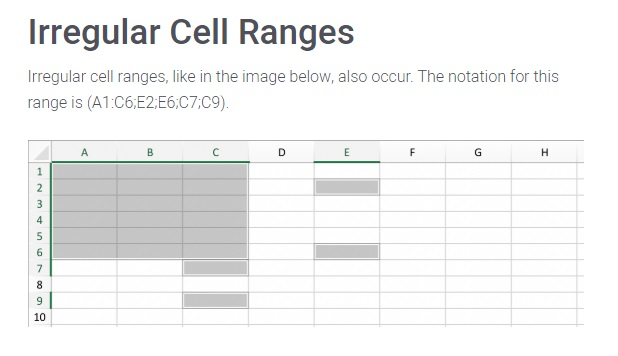 Irregular Cell Ranges
Irregular cell ranges, like in the image below, also occur. The notation for this
range is (A1:C6;E2;E6;C7;C9).
A B C D E F G H
1
2
3
4
5
6
7
8
9
10